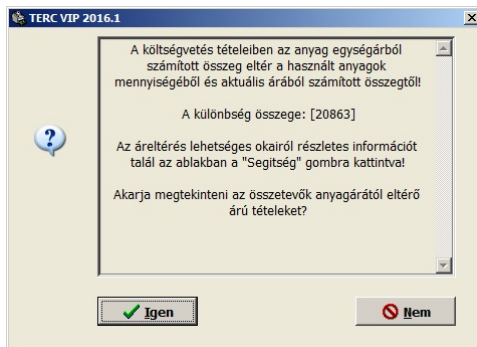 TERC VIP 2016.1
A költségvetés tételeiben az anyag egységárból
számított összeg eltér a használt anyagok
mennyiségéből és aktuális árából számított összegtől!
A különbség összege: [20863]
Az áreltérés lehetséges okairól részletes információt
talál az ablakban a "Segitség" gombra kattintva!
Akarja megtekinteni az összetevők anyagárától eltérő
árú tételeket?
Igen
Nem